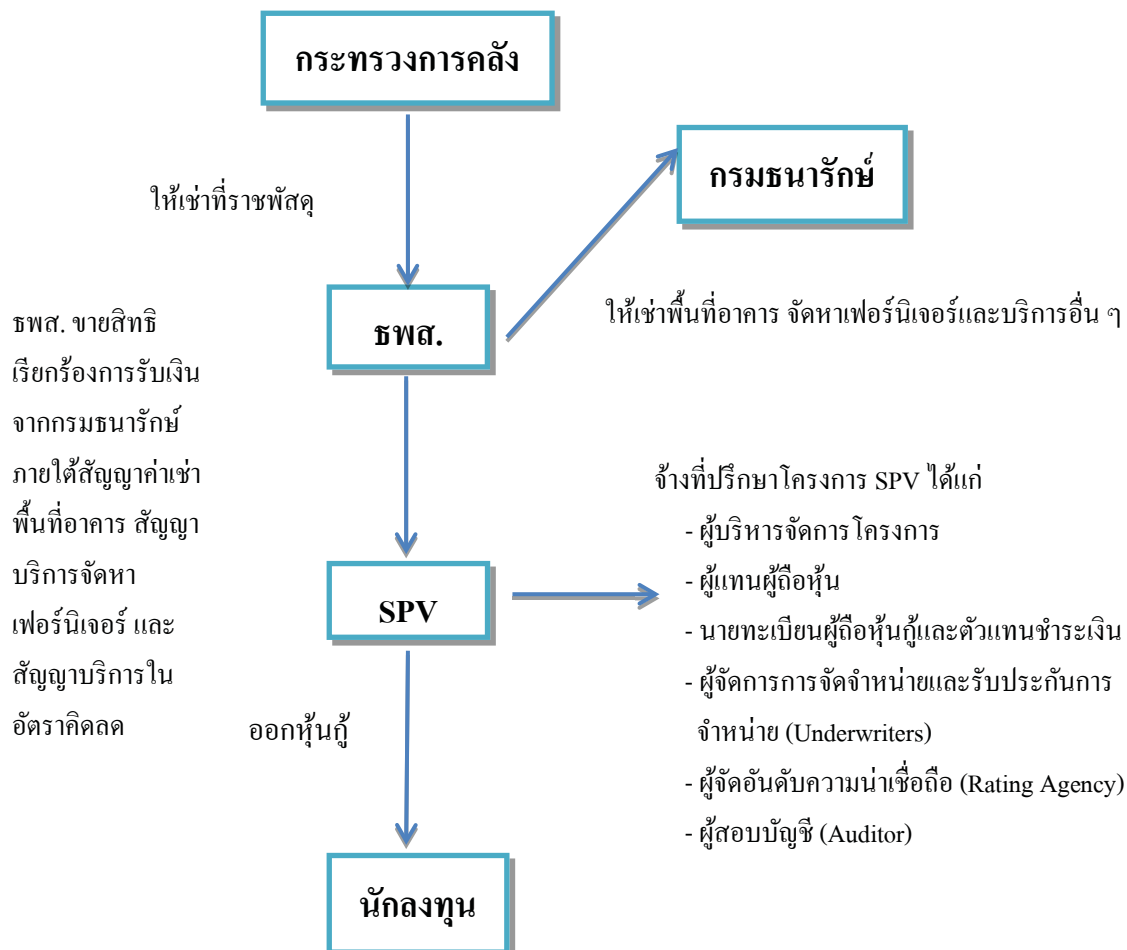 กระทรวงการคลัง
กรมธนารักษ์
ให้เช่าที่ราชพัสดุ
ธพส.
ให้เช่าพื้นที่อาคาร จัดหาเฟอร์นิเจอร์และบริการอื่น ๆ
ธพส. ขายสิทธิ
เรียกร้องการรับเงิน
จากกรมธนารักษ์
ภายใต้สัญญาค่าเช่า
พื้นที่อาคาร สัญญา
บริการจัดหา
เฟอร์นิเจอร์ และ
สัญญาบริการใน
อัตราคิดลด
จ้างที่ปรึกษาโครงการ SPV ได้แก่
- ผู้บริหารจัดการโครงการ
- ผู้แทนผู้ถือหุ้น
- นายทะเบียนผู้ถือหุ้นกู้และตัวแทนชำระเงิน
- ผู้จัดการการจัดจำหน่ายและรับประกันการ
จำหน่าย (Underwriters)
- ผู้จัดอันดับความน่าเชื่อถือ (Rating Agency)
- ผู้สอบบัญชี (Auditor)
SPV
ออกหุ้นกู้
นักลงทุน